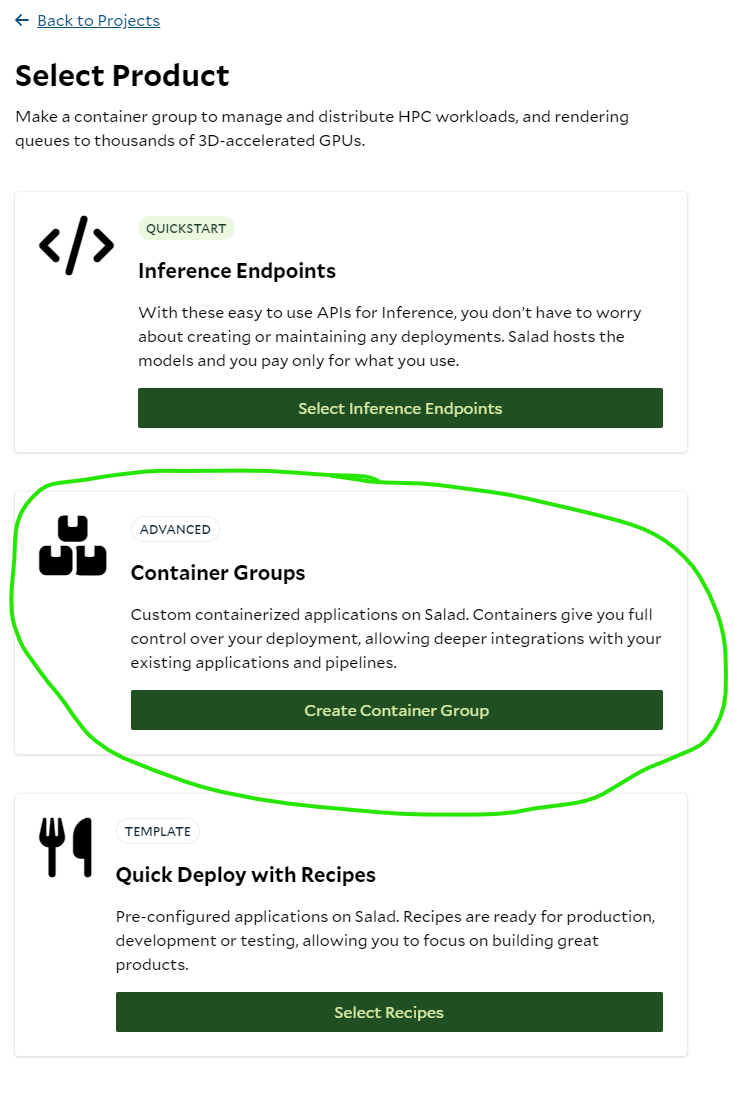 Back to Projects
Select Product
Make a container group to manage and distribute HPC workloads, and rendering
queues to thousands of 3D-accelerated GPUs.
QUICKSTART
Inference Endpoints
With these easy to use APIs for Inference, you don’t have to worry
about creating or maintaining any deployments. Salad hosts the
models and you pay only for what you use.
Select Inference Endpoints
ADVANCED
Container Groups
Custom containerized applications on Salad. Containers give you full
control over your deployment, allowing deeper integrations with your
existing applications and pipelines.
Create Container Group
TEMPLATE
Quick Deploy with Recipes
Pre-configured applications on Salad. Recipes are ready for production,
development or testing, allowing you to focus on building great
products.
Select Recipes